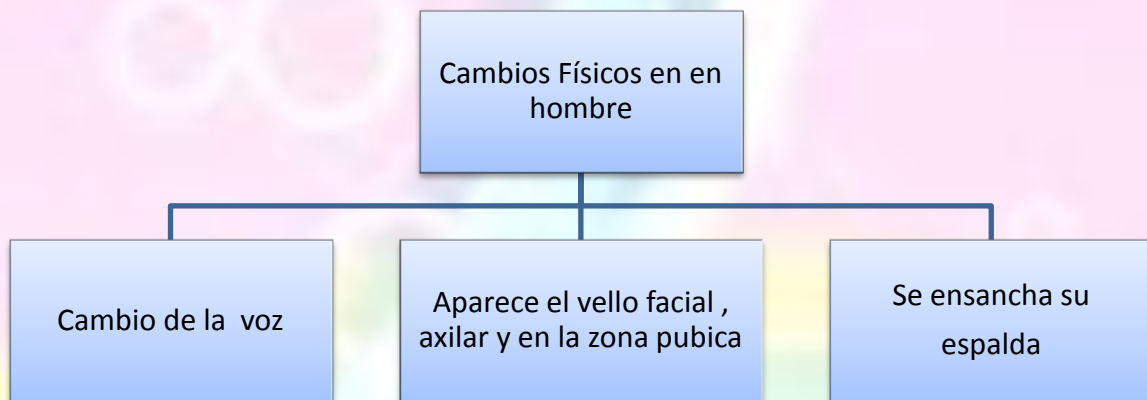 Cambios Físicos en en
hombre
Cambio de la  voz
Aparece el vello facial ,
axilar y en la zona pubica
Se ensancha su
espalda